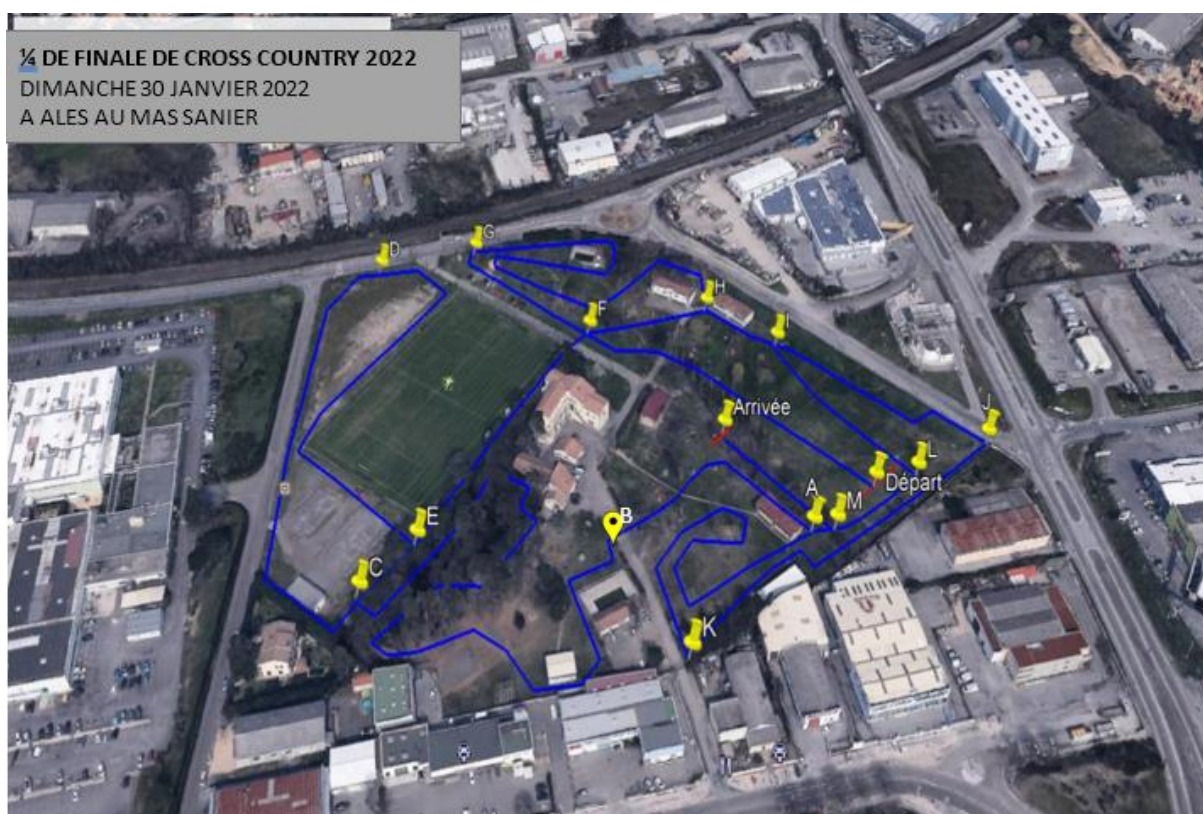 ¼ DE FINALE DE CROSS COUNTRY 2022
DIMANCHE 30 JANVIER 2022
A ALES AU MAS SANIER
G
D
H
F
I
Arrivée
J
L
Départ
A
M
B
E
C
K